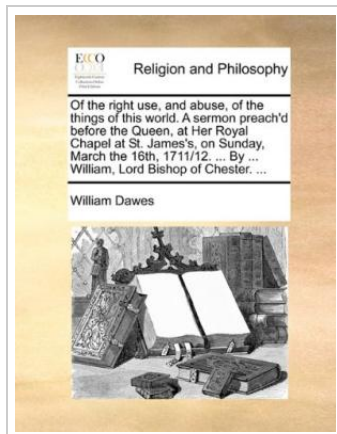 ECCO
Religion and Philosophy
Of the right use, and abuse, of the
things of this world. A sermon preach'd
before the Queen, at Her Royal
Chapel at St. James's, on Sunday,
March the 16th, 1711/12. ... By ...
William, Lord Bishop of Chester. ...
William Dawes